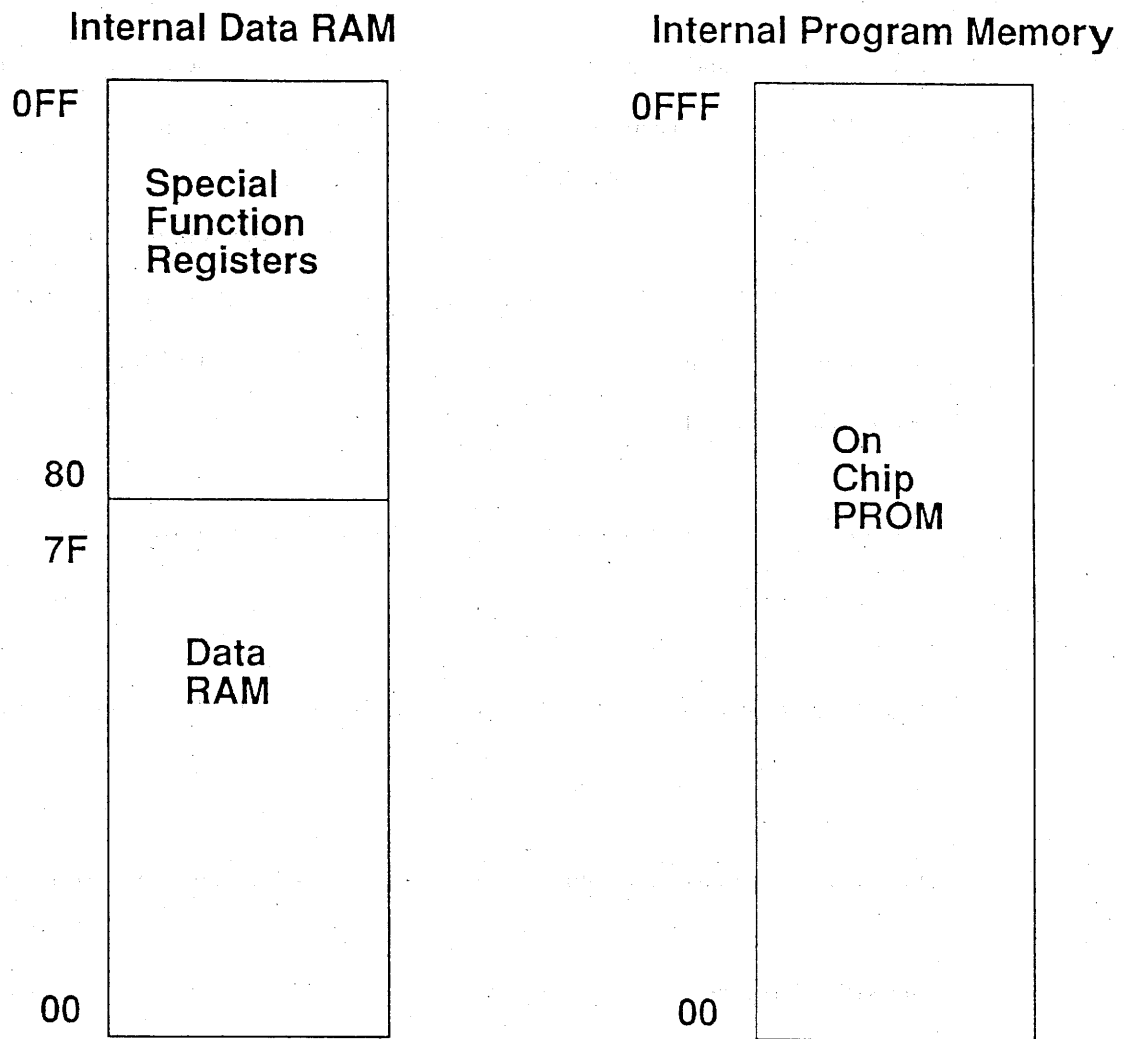 Internal Data RAM
0FF
Special
Function
Registers
80
7F
Data
RAM
00
Internal Program Memory
0FFF
On
Chip
PROM
00